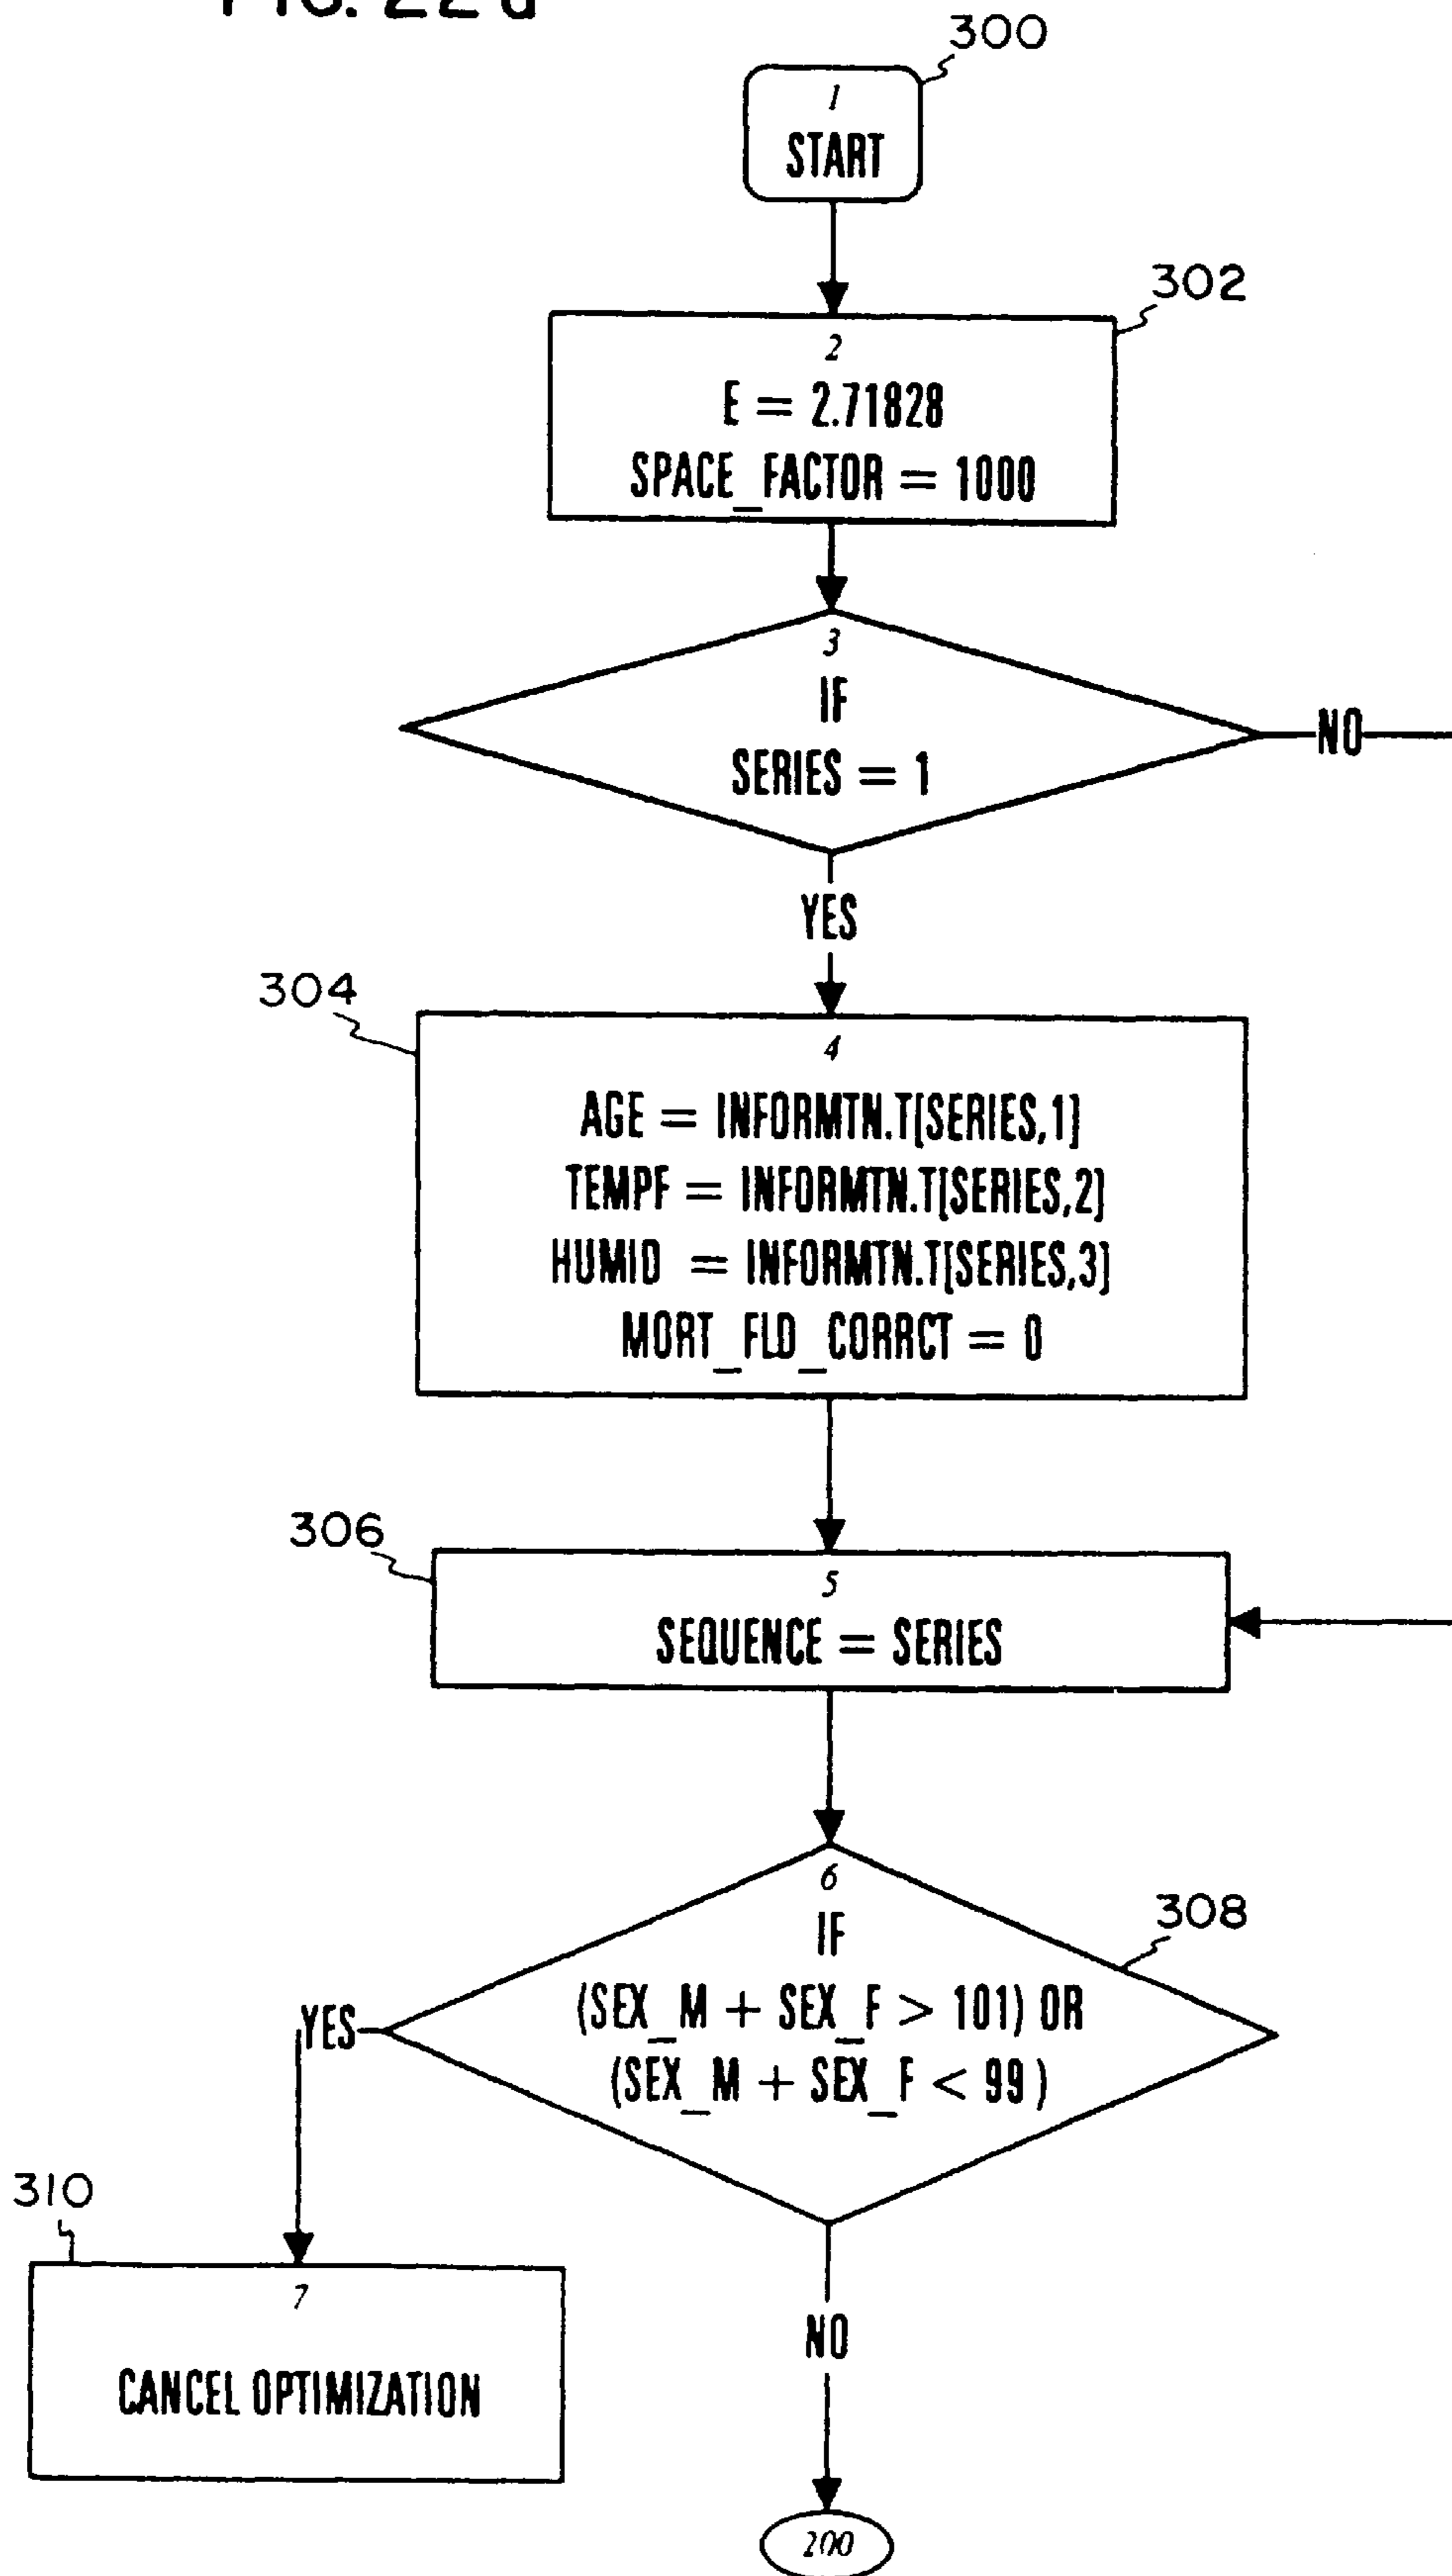 FIG. 22a
300
1
START
302
2
E = 2.71828
SPACE_FACTOR = 1000
3
IF
SERIES = 1
NO
YES
304
4
AGE = INFORMTN.T[SERIES,1]
TEMPF = INFORMTN.T[SERIES,2]
HUMID = INFORMTN.T[SERIES,3]
MORT_FLD_CORRCT = 0
306
5
SEQUENCE = SERIES
6
IF
308
(SEX_M + SEX_F > 101) OR
(SEX_M + SEX_F < 99 )
YES
310
7
CANCEL OPTIMIZATION
NO
200